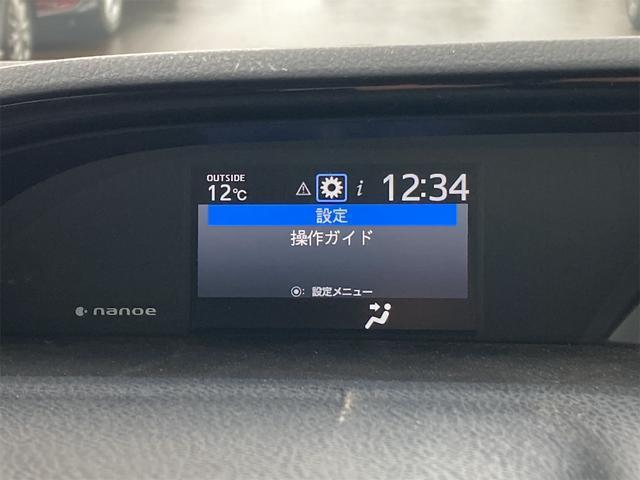 OUTSIDE
12℃
12:34
設定
操作ガイド
⦿: 設定メニュー
nanoe